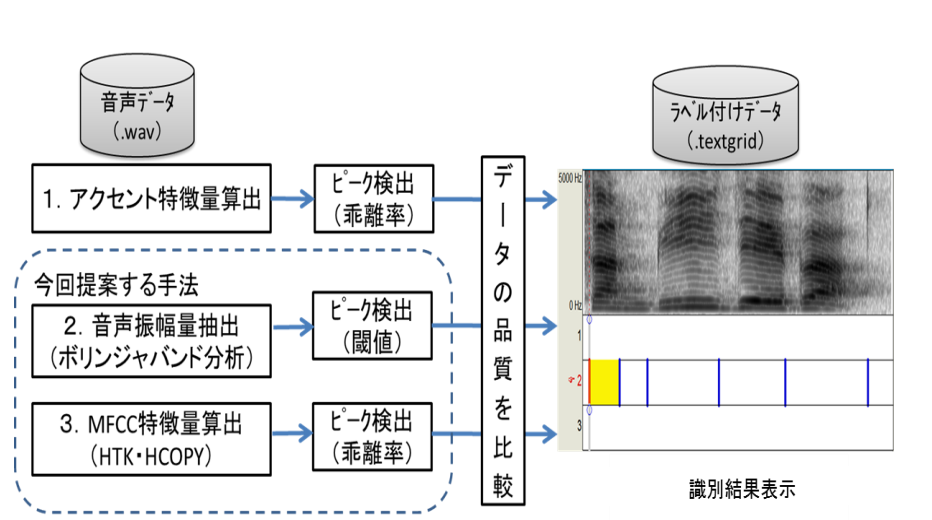 音声ﾃﾞｰﾀ
(.wav)
ﾗﾍﾞﾙ付けﾃﾞｰﾀ
(.textgrid)
1．アクセント特徴量算出
ﾋﾟｰｸ検出
(乖離率)
今回提案する手法
2．音声振幅量抽出
(ボリンジャバンド分析)
ﾋﾟｰｸ検出
(閾値)
3．MFCC特徴量算出
(HTK・HCOPY)
ﾋﾟｰｸ検出
(乖離率)
データの品質を比較
5000 Hz
0 Hz
1
☞ 2
3
識別結果表示